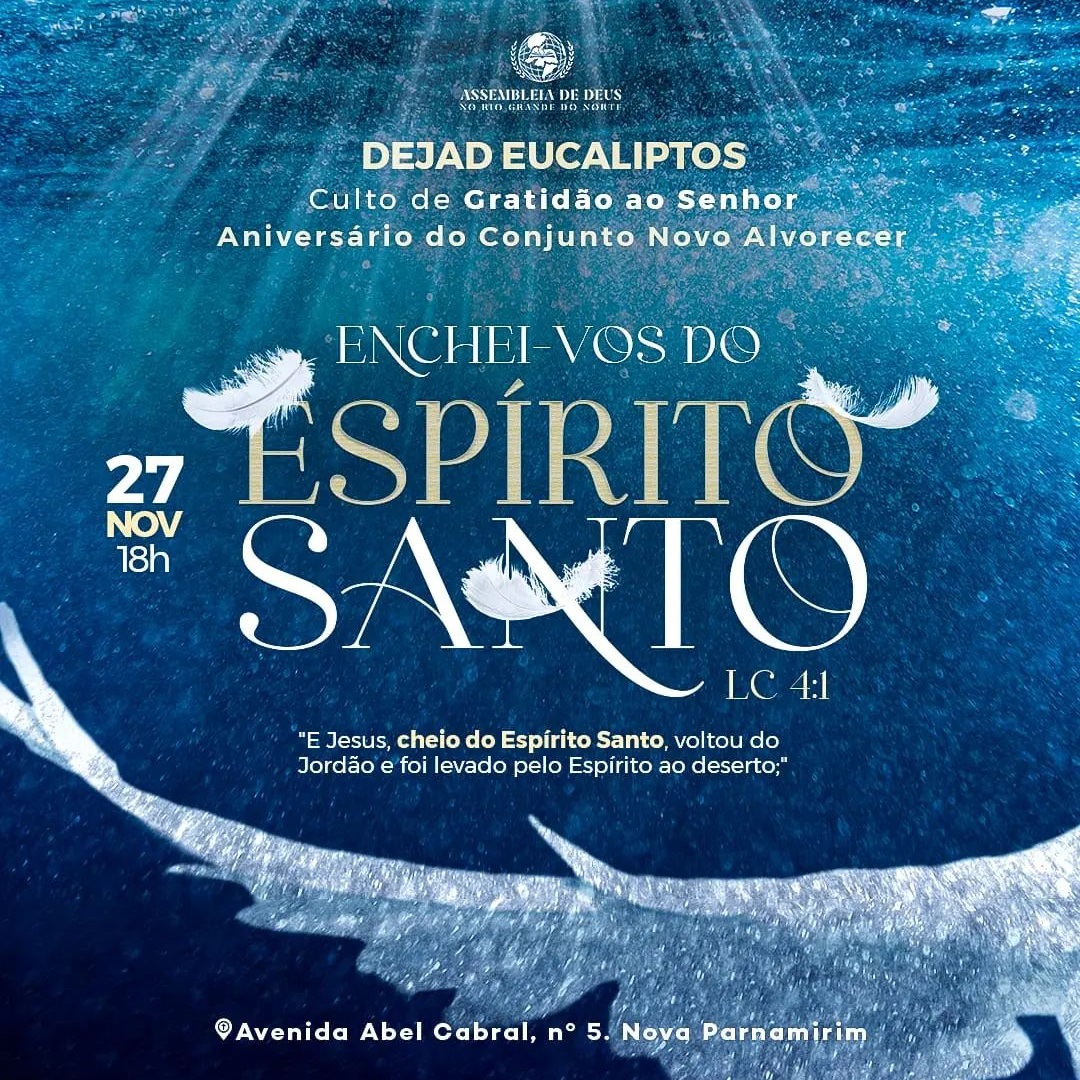 ASSEMBLEIA DE DEUS
NO RIO GRANDE DO NORTE
DEJAD EUCALIPTOS
Culto de Gratidão ao Senhor
Aniversário do Conjunto Novo Alvorecer
ENCHEI-VOS DO
ESPÍRITO
SANTO
LC 4:1
27
NOV
18h
"E Jesus, cheio do Espírito Santo, voltou do
Jordão e foi levado pelo Espírito ao deserto;"
Avenida Abel Cabral, nº 5. Nova Parnamirim